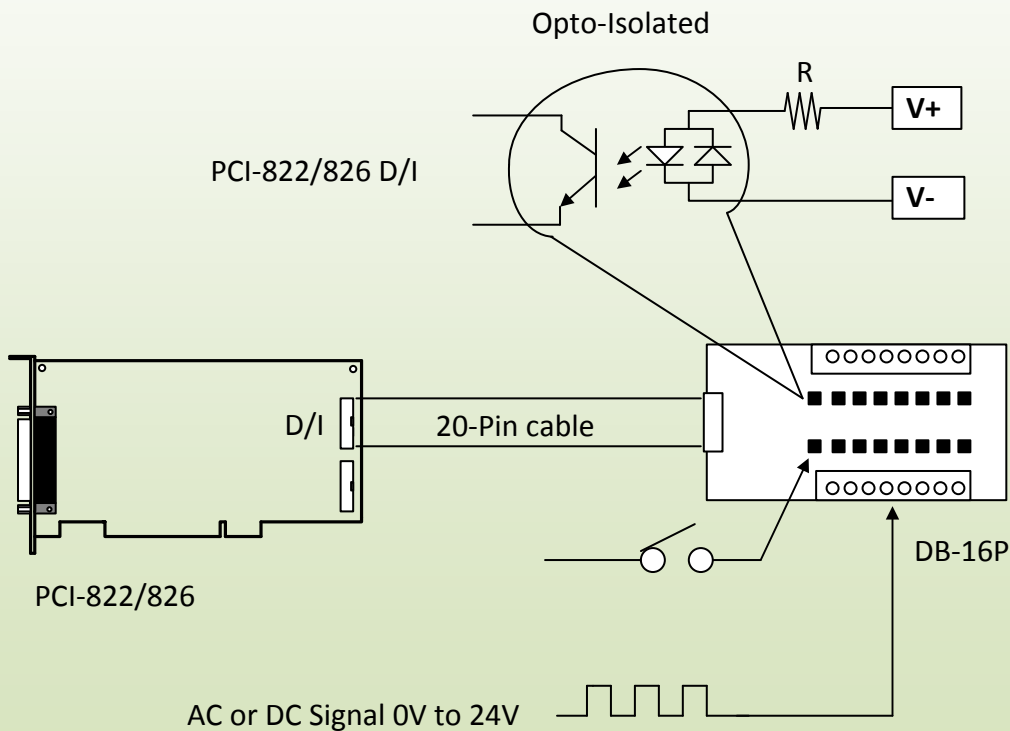 Opto-Isolated
R
V+
PCI-822/826 D/I
V-
D/I
20-Pin cable
DB-16P
PCI-822/826
AC or DC Signal 0V to 24V